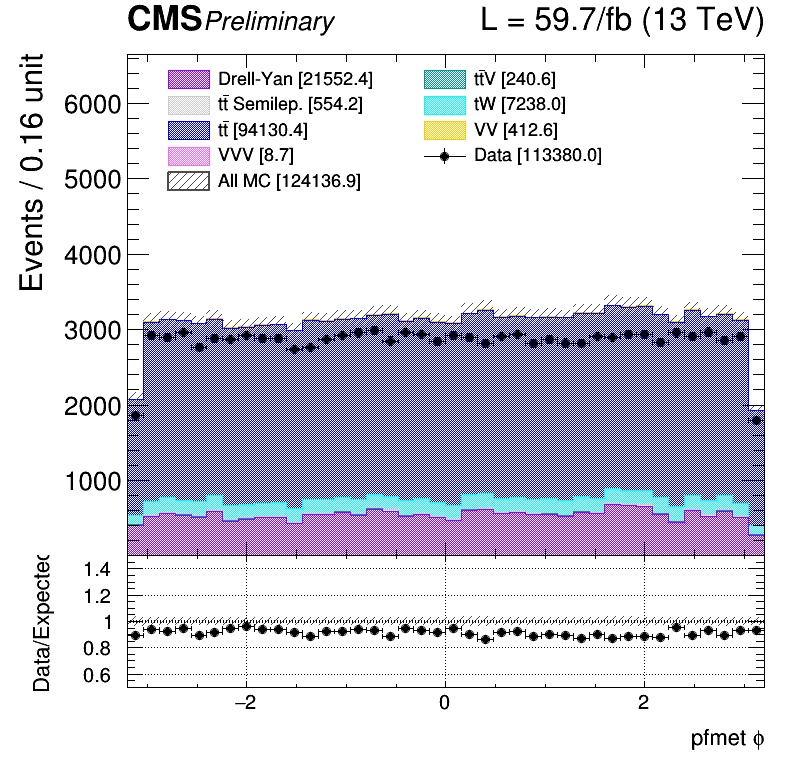 CMS Preliminary L = 59.7/fb (13 TeV)
Events / 0.16 unit
6000
5000
4000
3000
2000
1000
Drell-Yan [21552.4]
tt̄ Semilep. [554.2]
tt̄ [94130.4]
VVV [8.7]
All MC [124136.9]
tt̄V [240.6]
tW [7238.0]
VV [412.6]
Data [113380.0]
Data/Expected
1.4
1.2
1
0.8
0.6
−2 0 2
pfmet ϕ